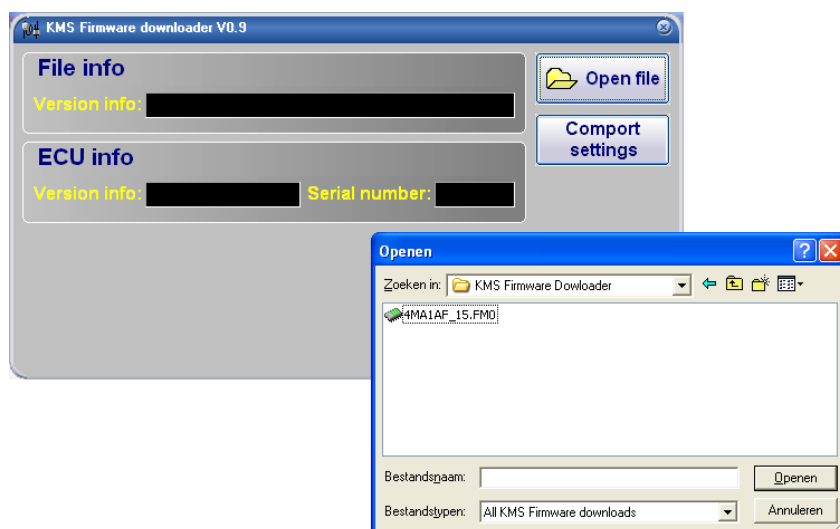 KMS Firmware downloader V0.9
File info
Version info:
Open file
Comport
settings
ECU info
Version info:
Serial number:
Openen
Zoeken in:
KMS Firmware Dowloader
4MA1AF_15.FM0
Bestandsnaam:
Openen
Bestandstypen:
All KMS Firmware downloads
Annuleren